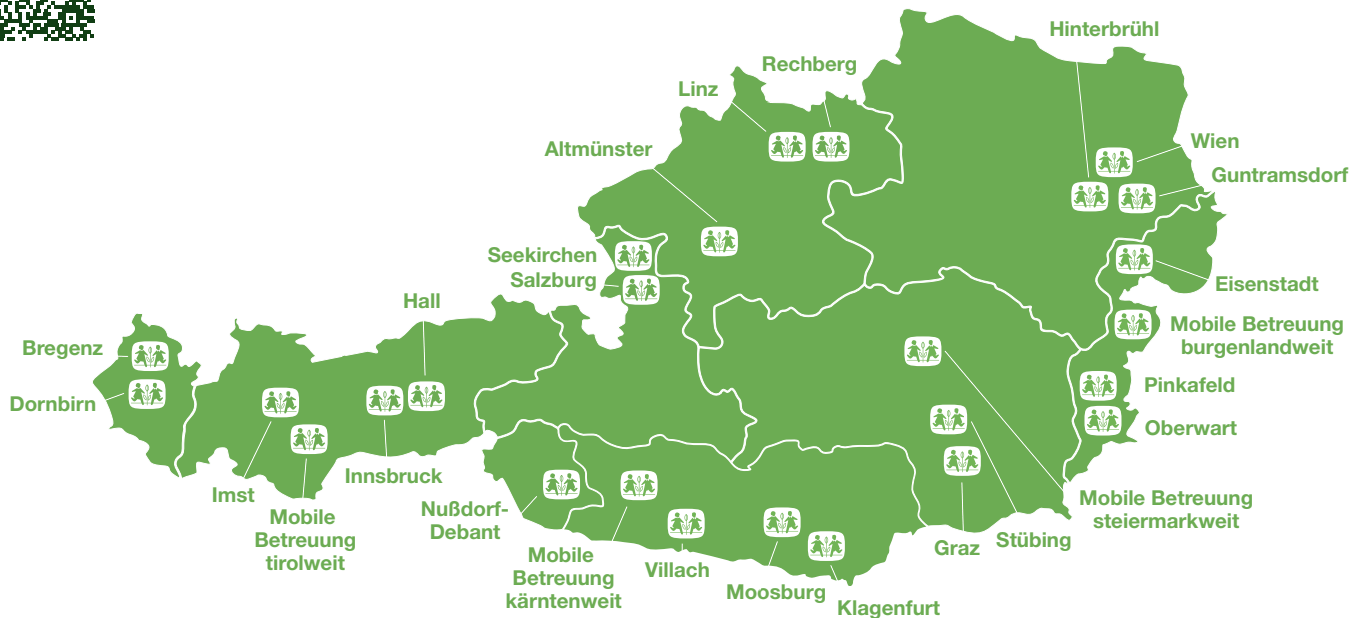 Hinterbrühl
Rechberg
Linz
Wien
Altmünster
Guntramsdorf
Seekirchen
Salzburg
Eisenstadt
Hall
Mobile Betreuung
burgenlandweit
Bregenz
Pinkafeld
Dornbirn
Oberwart
Innsbruck
Imst
Mobile
Betreuung
tirolweit
Nußdorf-
Debant
Mobile Betreuung
steiermarkweit
Stübing
Graz
Mobile
Betreuung
kärntenweit
Villach
Moosburg
Klagenfurt